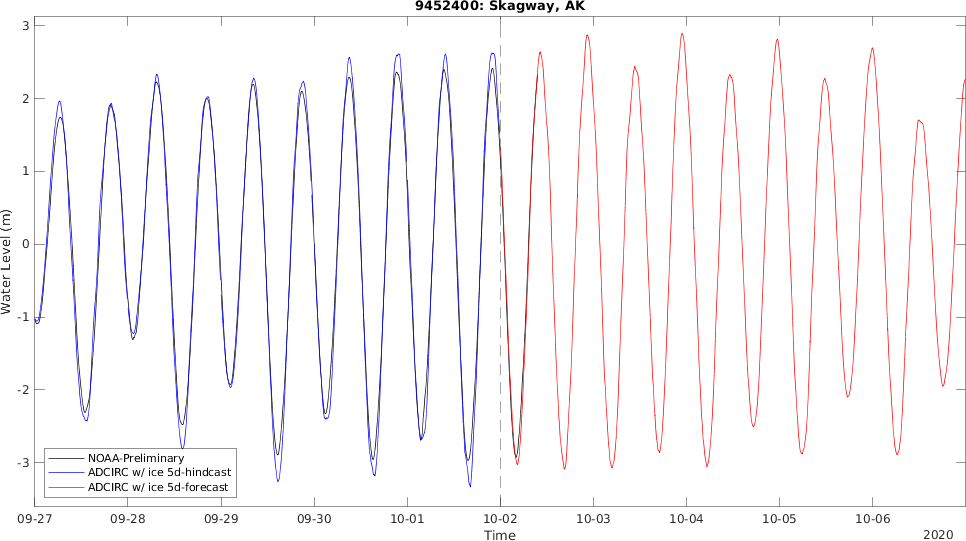 9452400: Skagway, AK
3
2
1
0
-1
-2
-3
Water Level (m)
NOAA-Preliminary
ADCIRC w/ ice 5d-hindcast
ADCIRC w/ ice 5d-forecast
09-27 09-28 09-29 09-30 10-01 10-02 10-03 10-04 10-05 10-06
Time
2020